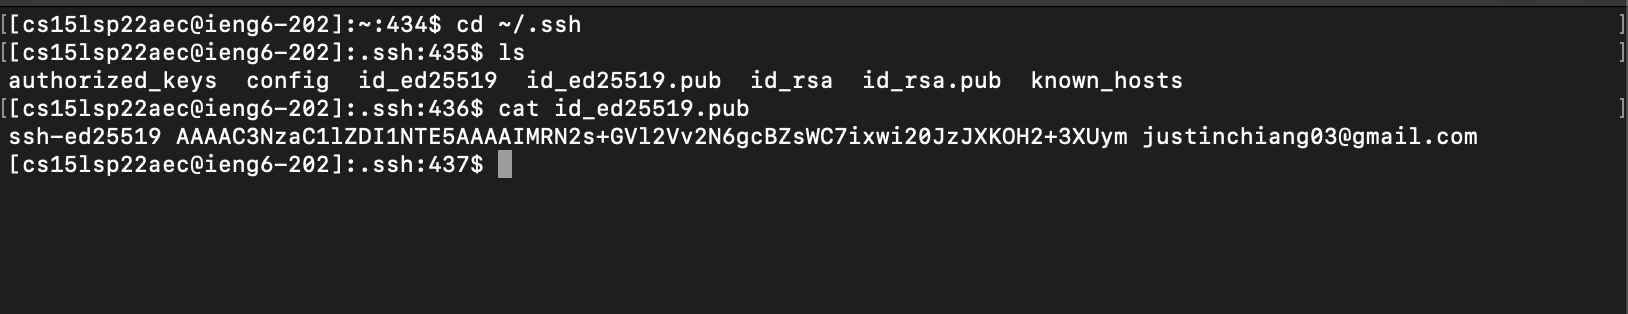 [[cs15lsp22aec@ieng6-202]:~:434$ cd ~/.ssh ]
[[cs15lsp22aec@ieng6-202]:.ssh:435$ ls ]
authorized_keys config id_ed25519 id_ed25519.pub id_rsa id_rsa.pub known_hosts
[[cs15lsp22aec@ieng6-202]:.ssh:436$ cat id_ed25519.pub ]
ssh-ed25519 AAAAC3NzaC1lZDI1NTE5AAAAIMRN2s+GVl2Vv2N6gcBZsWC7ixwi20JzJXKOH2+3XUym justinchiang03@gmail.com
[cs15lsp22aec@ieng6-202]:.ssh:437$